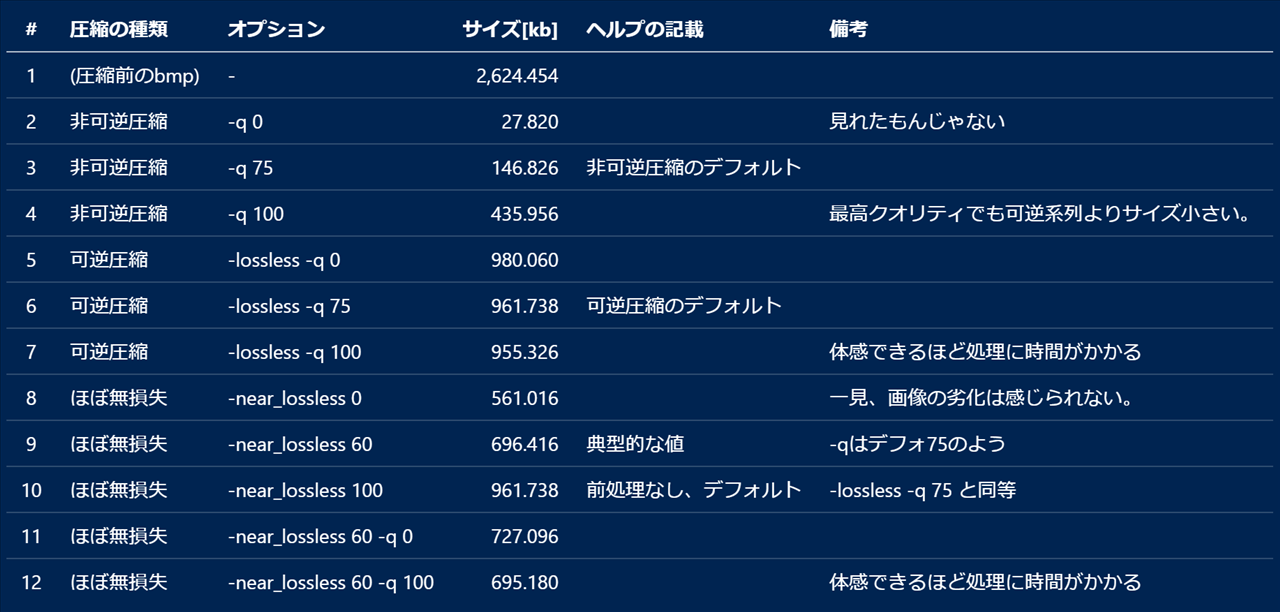 # 圧縮の種類 オプション サイズ[kb] ヘルプの記載 備考
1 (圧縮前のbmp) - 2,624.454
2 非可逆圧縮 -q 0 27.820 見れたもんじゃない
3 非可逆圧縮 -q 75 146.826 非可逆圧縮のデフォルト
4 非可逆圧縮 -q 100 435.956 最高クオリティでも可逆系列よりサイズ小さい。
5 可逆圧縮 -lossless -q 0 980.060
6 可逆圧縮 -lossless -q 75 961.738 可逆圧縮のデフォルト
7 可逆圧縮 -lossless -q 100 955.326 体感できるほど処理に時間がかかる
8 ほぼ無損失 -near_lossless 0 561.016 一見、画像の劣化は感じられない。
9 ほぼ無損失 -near_lossless 60 696.416 典型的な値 -qはデフォ75のよう
10 ほぼ無損失 -near_lossless 100 961.738 前処理なし、デフォルト -lossless -q 75 と同等
11 ほぼ無損失 -near_lossless 60 -q 0 727.096
12 ほぼ無損失 -near_lossless 60 -q 100 695.180 体感できるほど処理に時間がかかる